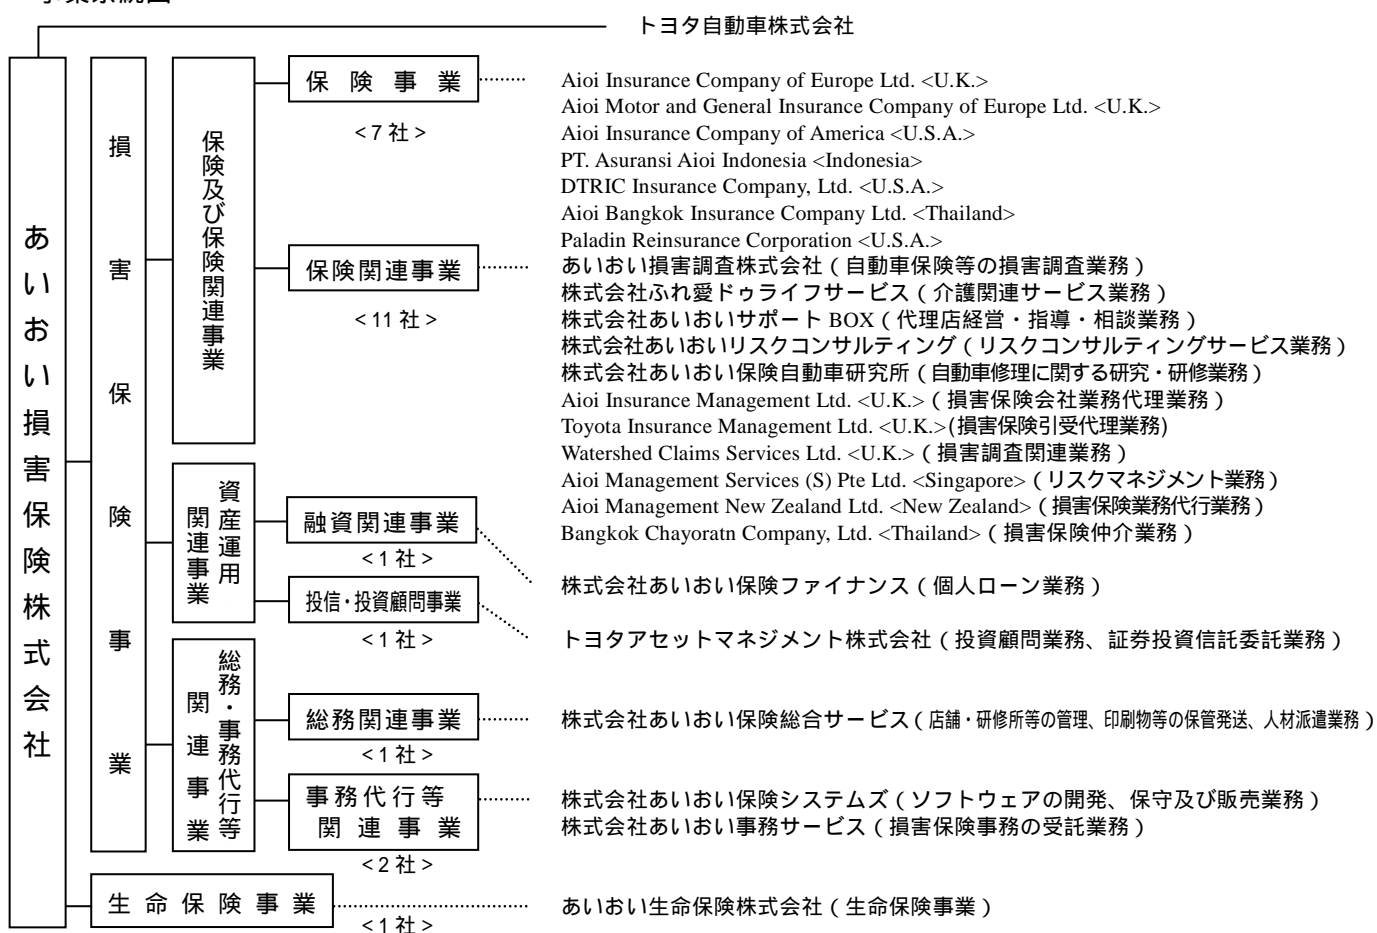 トヨタ自動車株式会社
あいおい損害保険株式会社
損害保険事業
保険及び保険関連事業
保険事業
<7社>
Aioi Insurance Company of Europe Ltd. <U.K.>
Aioi Motor and General Insurance Company of Europe Ltd. <U.K.>
Aioi Insurance Company of America <U.S.A.>
PT. Asuransi Aioi Indonesia <Indonesia>
DTRIC Insurance Company, Ltd. <U.S.A.>
Aioi Bangkok Insurance Company Ltd. <Thailand>
Paladin Reinsurance Corporation <U.S.A.>
保険関連事業
<11社>
あいおい損害調査株式会社(自動車保険等の損害調査業務)
株式会社ふれ愛ドゥライフサービス(介護関連サービス業務)
株式会社あいおいサポートBOX(代理店経営・指導・相談業務)
株式会社あいおいリスクコンサルティング(リスクコンサルティングサービス業務)
株式会社あいおい保険自動車研究所(自動車修理に関する研究・研修業務)
Aioi Insurance Management Ltd. <U.K.>(損害保険会社業務代理業務)
Toyota Insurance Management Ltd. <U.K.>(損害保険引受代理業務)
Watershed Claims Services Ltd. <U.K.>(損害調査関連業務)
Aioi Management Services (S) Pte Ltd. <Singapore>(リスクマネジメント業務)
Aioi Management New Zealand Ltd. <New Zealand>(損害保険業務代行業務)
Bangkok Chayoratn Company, Ltd. <Thailand>(損害保険仲介業務)
資産運用
関連事業
融資関連事業
<1社>
株式会社あいおい保険ファイナンス(個人ローン業務)
投信・投資顧問事業
<1社>
トヨタアセットマネジメント株式会社(投資顧問業務、証券投資信託委託業務)
総務・事務代行等
関連事業
総務関連事業
<1社>
株式会社あいおい保険総合サービス(店舗・研修所等の管理、印刷物等の保管発送、人材派遣業務)
事務代行等
関連事業
<2社>
株式会社あいおい保険システムズ(ソフトウェアの開発、保守及び販売業務)
株式会社あいおい事務サービス(損害保険事務の受託業務)
生命保険事業
<1社>
あいおい生命保険株式会社(生命保険事業)